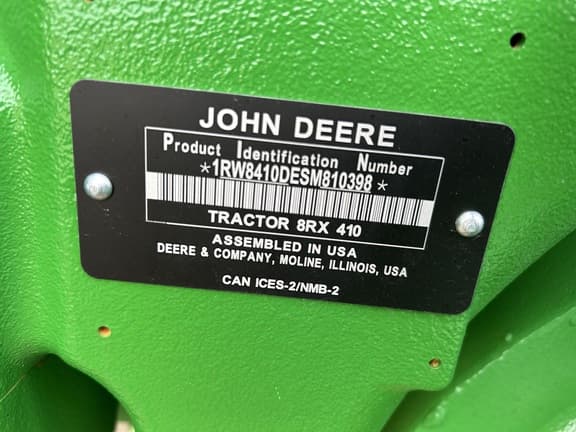 JOHN DEERE
Product Identification Number
*1RW8410DESM810398*
TRACTOR 8RX 410
ASSEMBLED IN USA
DEERE & COMPANY, MOLINE, ILLINOIS, USA
CAN ICES-2/NMB-2